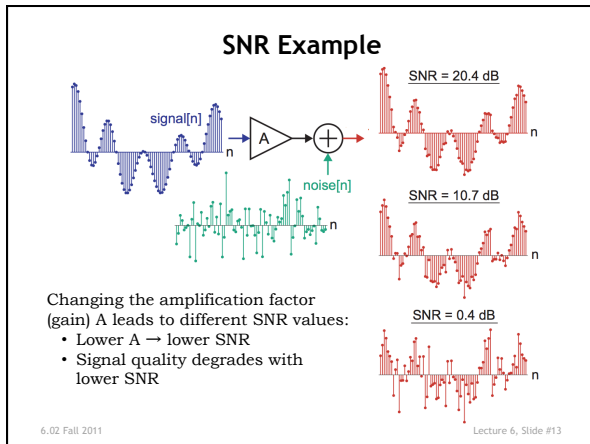 SNR Example
signal[n]
A
n
noise[n]
n
SNR = 20.4 dB
n
SNR = 10.7 dB
n
SNR = 0.4 dB
n
Changing the amplification factor
(gain) A leads to different SNR values:
• Lower A → lower SNR
• Signal quality degrades with
lower SNR
6.02 Fall 2011
Lecture 6, Slide #13